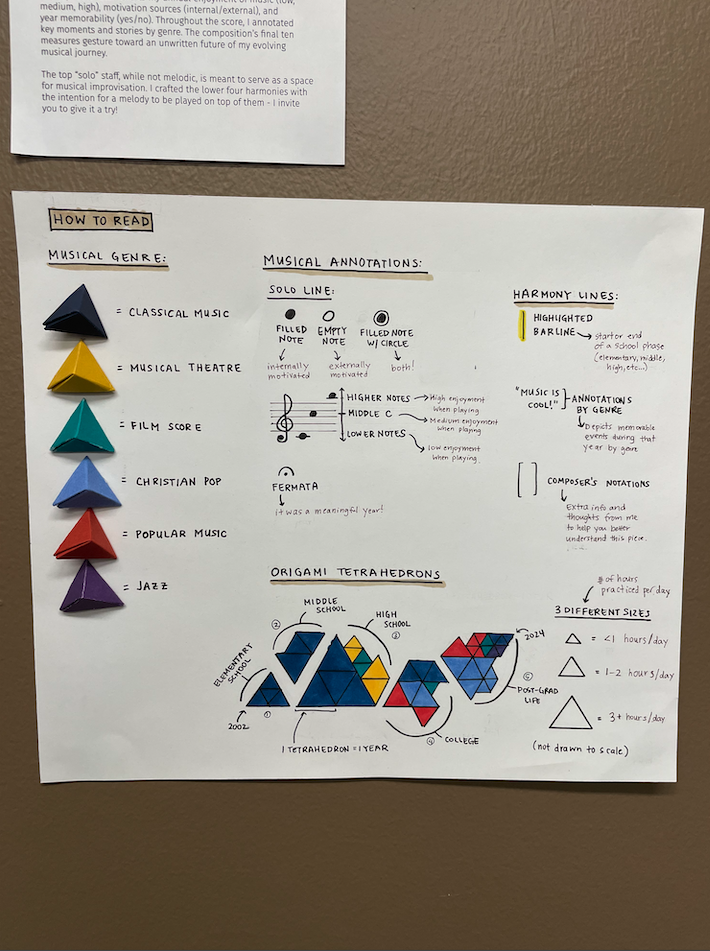 medium, high), motivation sources (internal/external), and
year memorability (yes/no). Throughout the score, I annotated
key moments and stories by genre. The composition's final ten
measures gesture toward an unwritten future of my evolving
musical journey.
The top "solo" staff, while not melodic, is meant to serve as a space
for musical improvisation. I crafted the lower four harmonies with
the intention for a melody to be played on top of them - I invite
you to give it a try!
HOW TO READ
MUSICAL GENRE:
= CLASSICAL MUSIC
= MUSICAL THEATRE
= FILM SCORE
= CHRISTIAN POP
= POPULAR MUSIC
= JAZZ
MUSICAL ANNOTATIONS:
SOLO LINE:
FILLED NOTE
internally motivated
EMPTY NOTE
externally motivated
FILLED NOTE W/ CIRCLE
both!
HIGHER NOTES
High enjoyment when playing
MIDDLE C
Medium enjoyment when playing
LOWER NOTES
low enjoyment when playing.
FERMATA
it was a meaningful year!
HARMONY LINES:
HIGHLIGHTED
BARLINE
start or end
of a school phase
(elementary, middle,
high, etc...)
"MUSIC IS
COOL!"
ANNOTATIONS
BY GENRE
Depicts memorable
events during that
year by genre
[ ] COMPOSER'S NOTATIONS
Extra info and
thoughts from me
to help you better
understand this piece.
ORIGAMI TETRAHEDRONS
ELEMENTARY
SCHOOL
2002
①
MIDDLE
SCHOOL
②
HIGH
SCHOOL
③
1 TETRAHEDRON = 1 YEAR
④
COLLEGE
2024
⑤
POST-GRAD
LIFE
# of hours
practiced per day
3 DIFFERENT SIZES
= <1 hours/day
= 1-2 hours/day
= 3+ hours/day
(not drawn to scale)